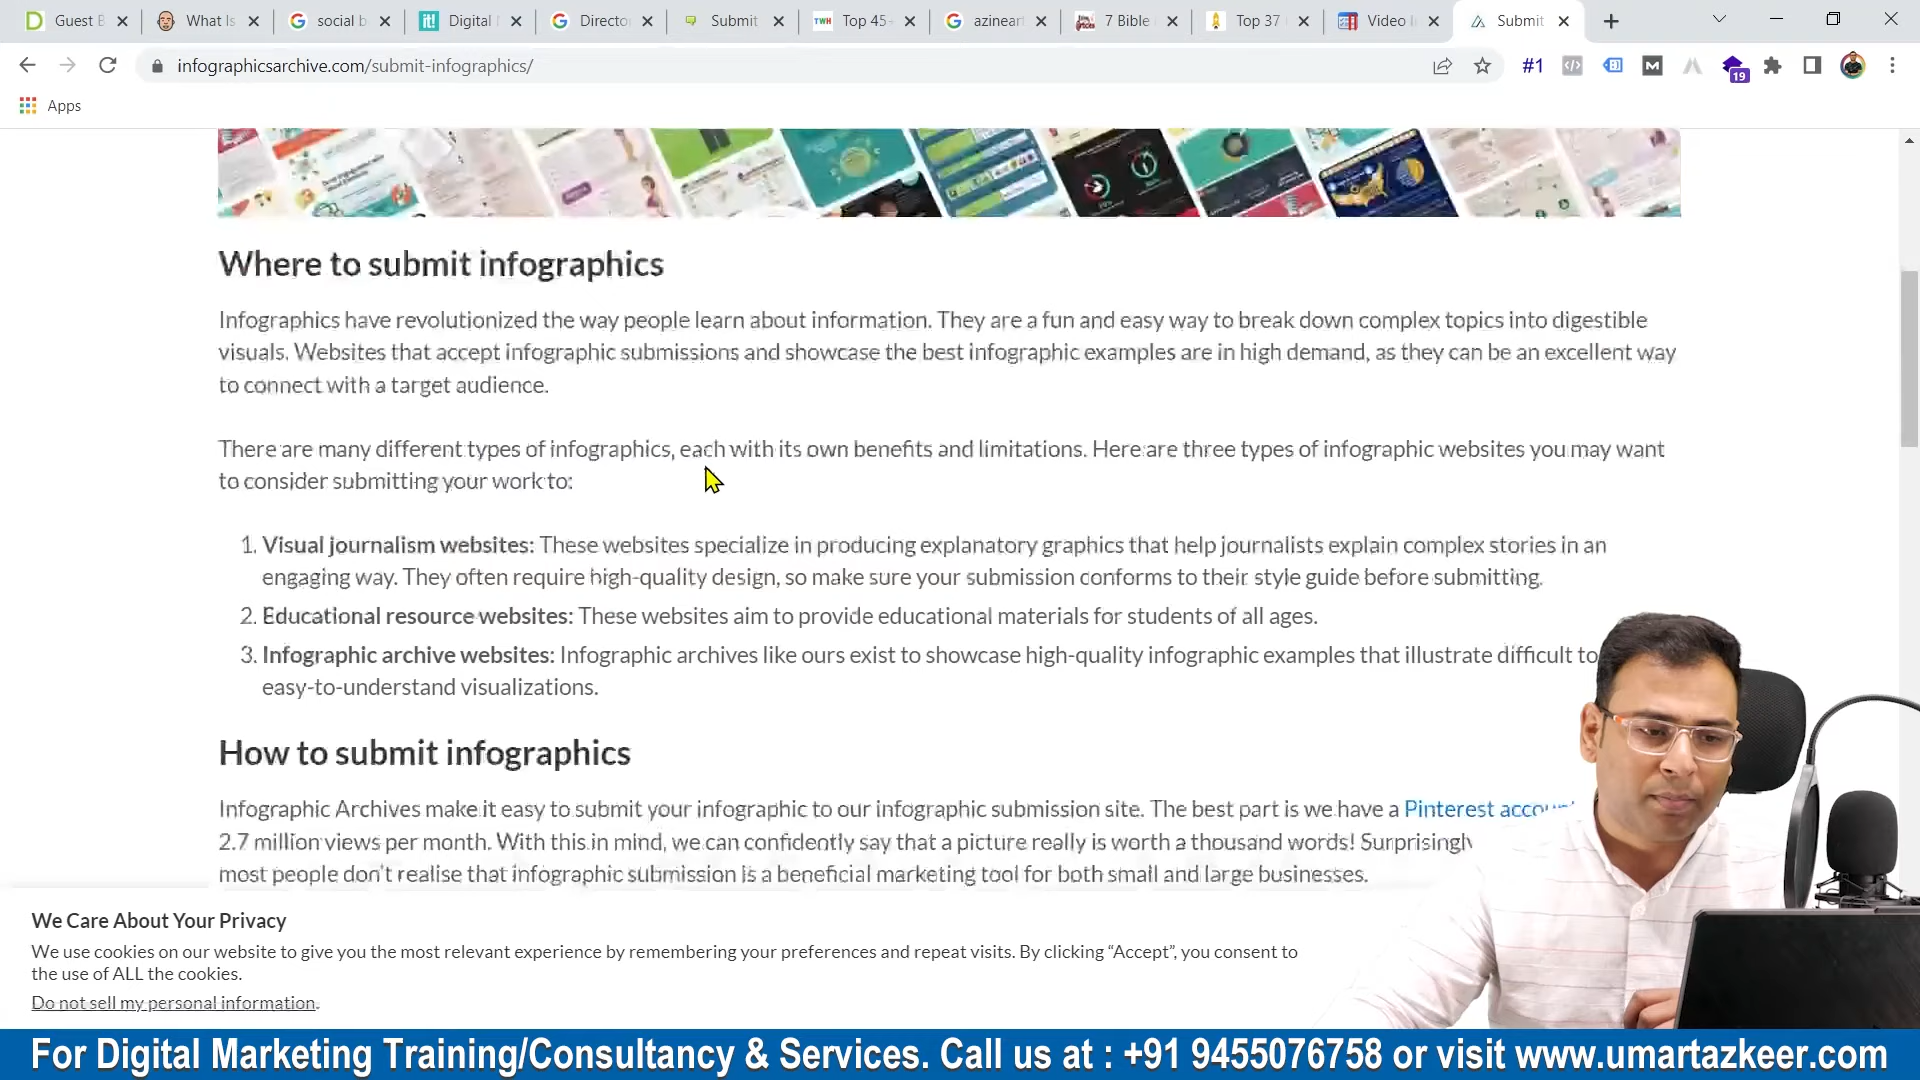 Guest B
What Is
social b
Digital
Directo
Submit
Top 45+
azinear
7 Bible
Top 37
Video I
Submit
infographicsarchive.com/submit-infographics/
#1
19
Apps
Where to submit infographics
Infographics have revolutionized the way people learn about information. They are a fun and easy way to break down complex topics into digestible
visuals. Websites that accept infographic submissions and showcase the best infographic examples are in high demand, as they can be an excellent way
to connect with a target audience.
There are many different types of infographics, each with its own benefits and limitations. Here are three types of infographic websites you may want
to consider submitting your work to:
1. Visual journalism websites: These websites specialize in producing explanatory graphics that help journalists explain complex stories in an
engaging way. They often require high-quality design, so make sure your submission conforms to their style guide before submitting.
2. Educational resource websites: These websites aim to provide educational materials for students of all ages.
3. Infographic archive websites: Infographic archives like ours exist to showcase high-quality infographic examples that illustrate difficult to
easy-to-understand visualizations.
How to submit infographics
Infographic Archives make it easy to submit your infographic to our infographic submission site. The best part is we have a Pinterest accoun
2.7 million views per month. With this in mind, we can confidently say that a picture really is worth a thousand words! Surprisingly
most people don't realise that infographic submission is a beneficial marketing tool for both small and large businesses.
We Care About Your Privacy
We use cookies on our website to give you the most relevant experience by remembering your preferences and repeat visits. By clicking “Accept”, you consent to
the use of ALL the cookies.
Do not sell my personal information.
For Digital Marketing Training/Consultancy & Services. Call us at : +91 9455076758 or visit www.umartazkeer.com